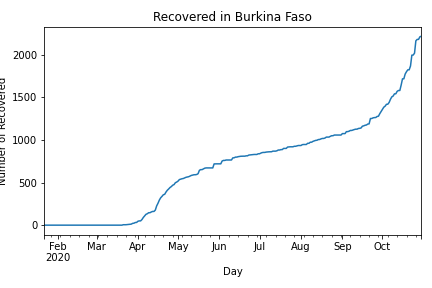 Recovered in Burkina Faso
Number of Recovered
2000
1500
1000
500
0
Feb Mar Apr May Jun Jul Aug Sep Oct
2020
Day